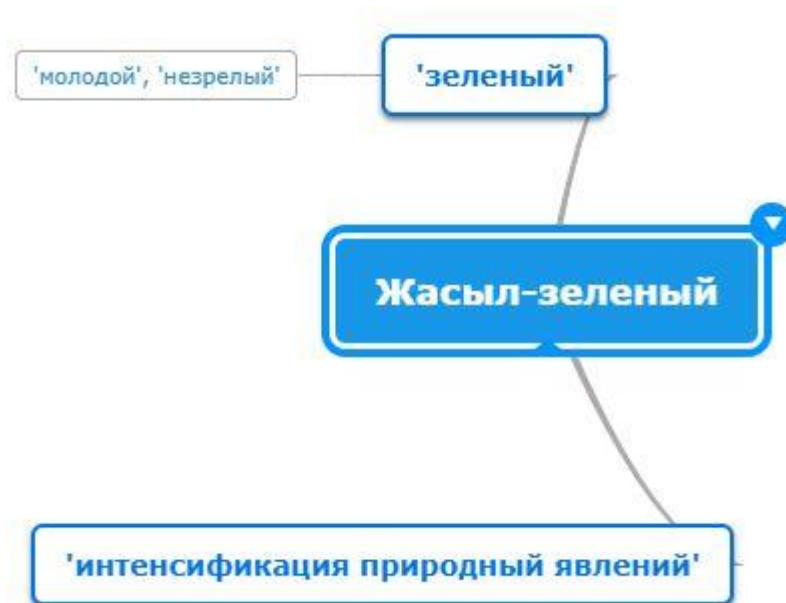 'молодой', 'незрелый'
'зеленый'
Жасыл-зеленый
'интенсификация природный явлений'